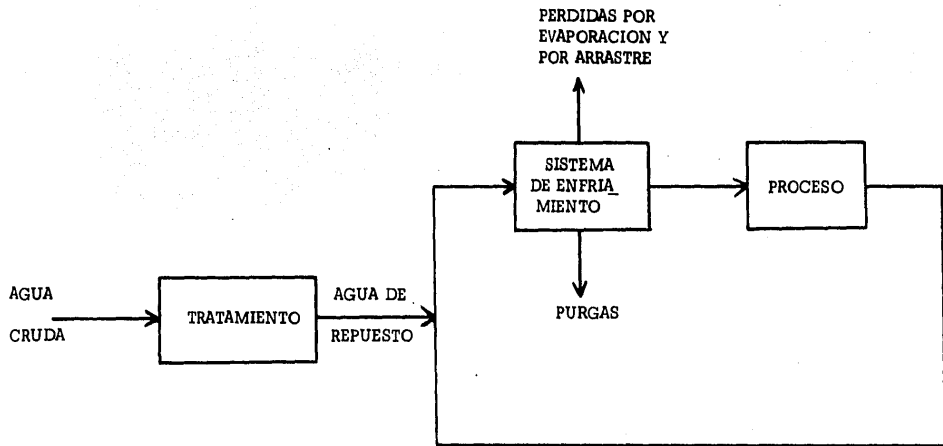 PERDIDAS POR
EVAPORACION Y
POR ARRASTRE
SISTEMA
DE ENFRIA_
MIENTO
PROCESO
AGUA
CRUDA
TRATAMIENTO
AGUA DE
REPUESTO
PURGAS